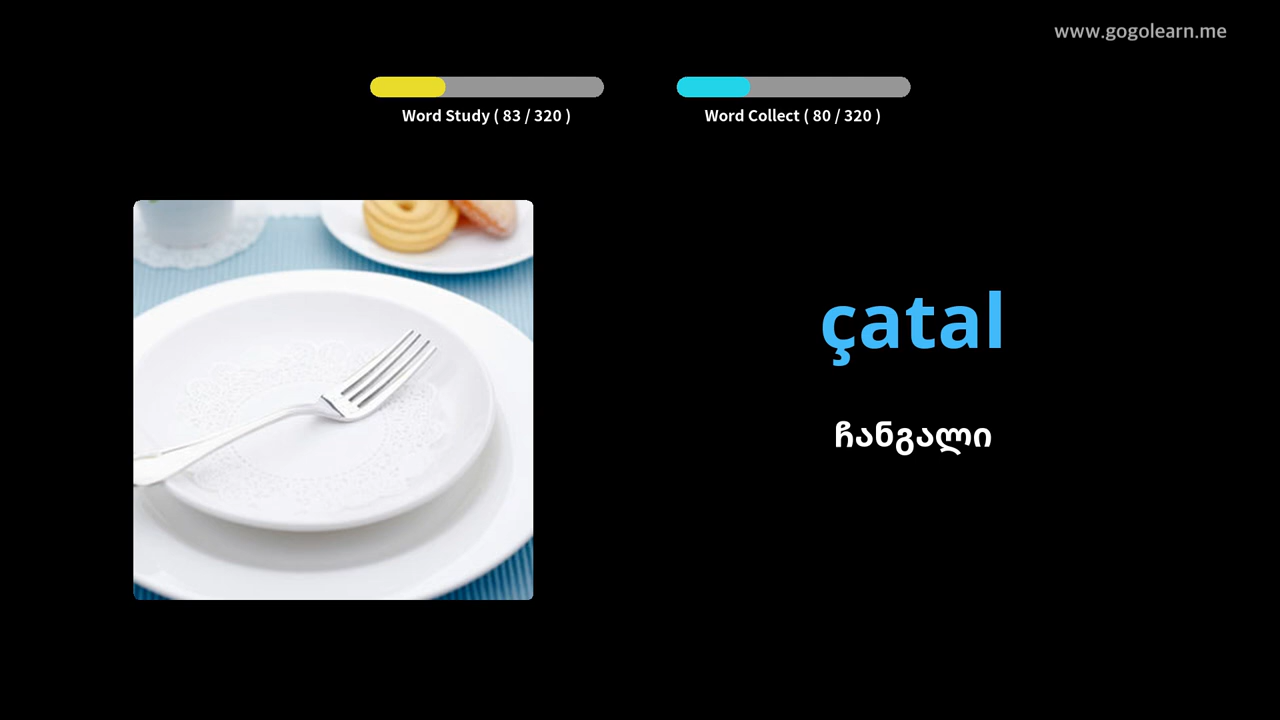 www.gogolearn.me
Word Study ( 83 / 320 )
Word Collect ( 80 / 320 )
çatal
ჩანგალი